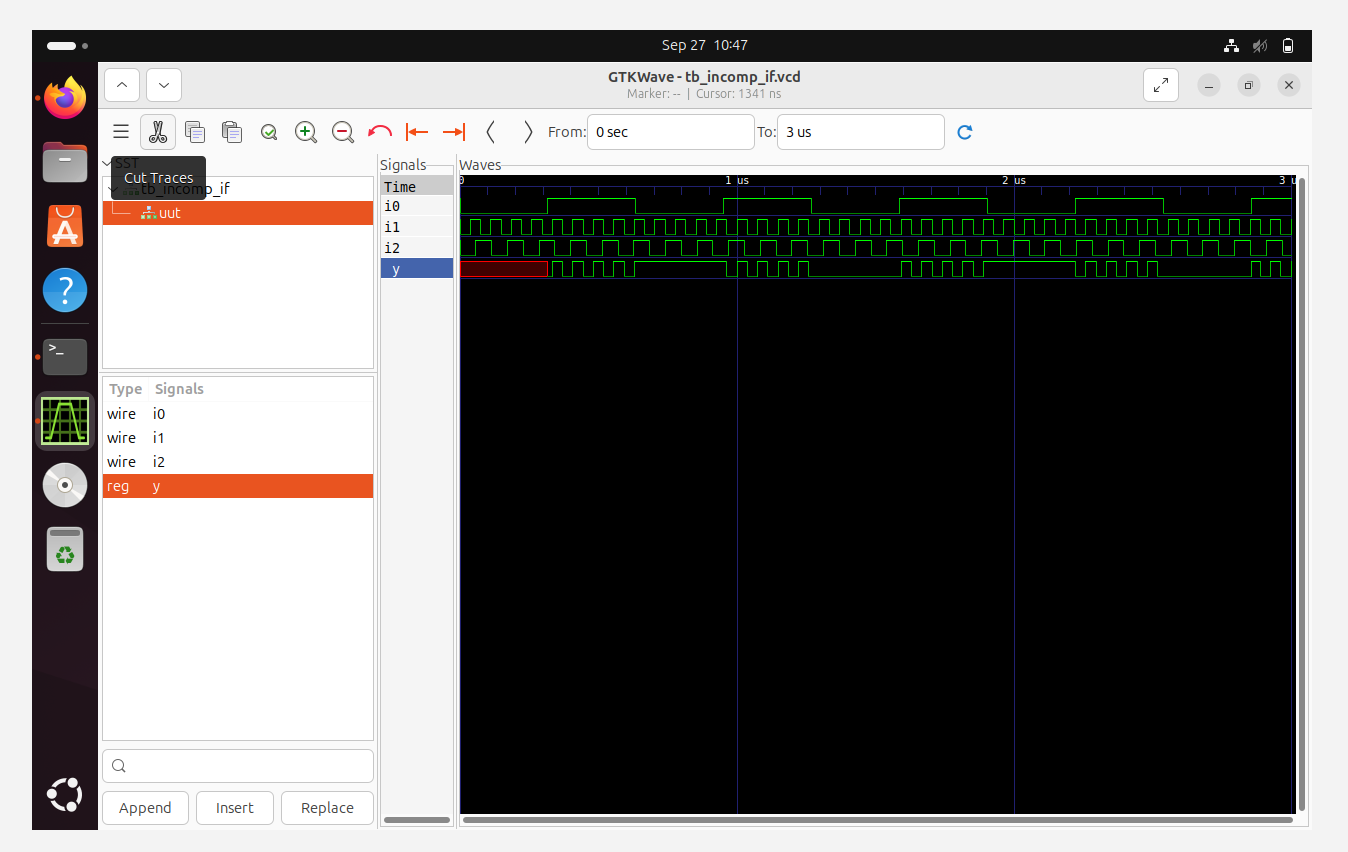 Sep 27 10:47
GTKWave - tb_incomp_if.vcd
Marker: -- | Cursor: 1341 ns
From: 0 sec To: 3 us
SST
Cut Traces
tb_incomp_if
uut
Type Signals
wire i0
wire i1
wire i2
reg y
Append Insert Replace
Signals
Time
i0
i1
i2
y
Waves
0 1 us 2 us 3 u
>_
?